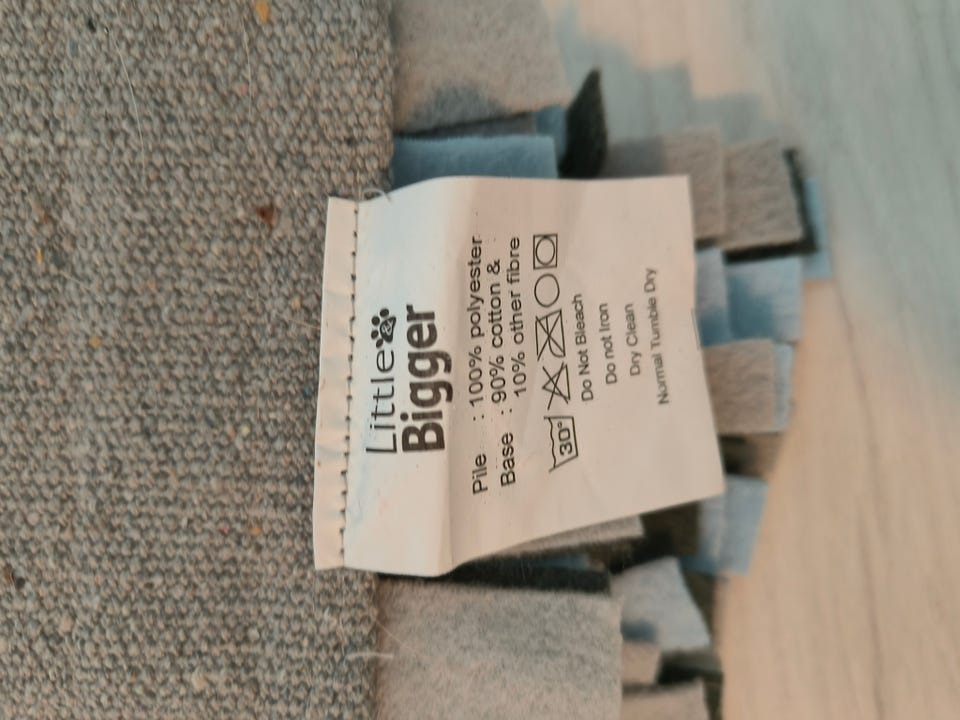 Little &
Bigger
Pile : 100% polyester
Base : 90% cotton &
10% other fibre
30°
Do Not Bleach
Do not Iron
Dry Clean
Normal Tumble Dry